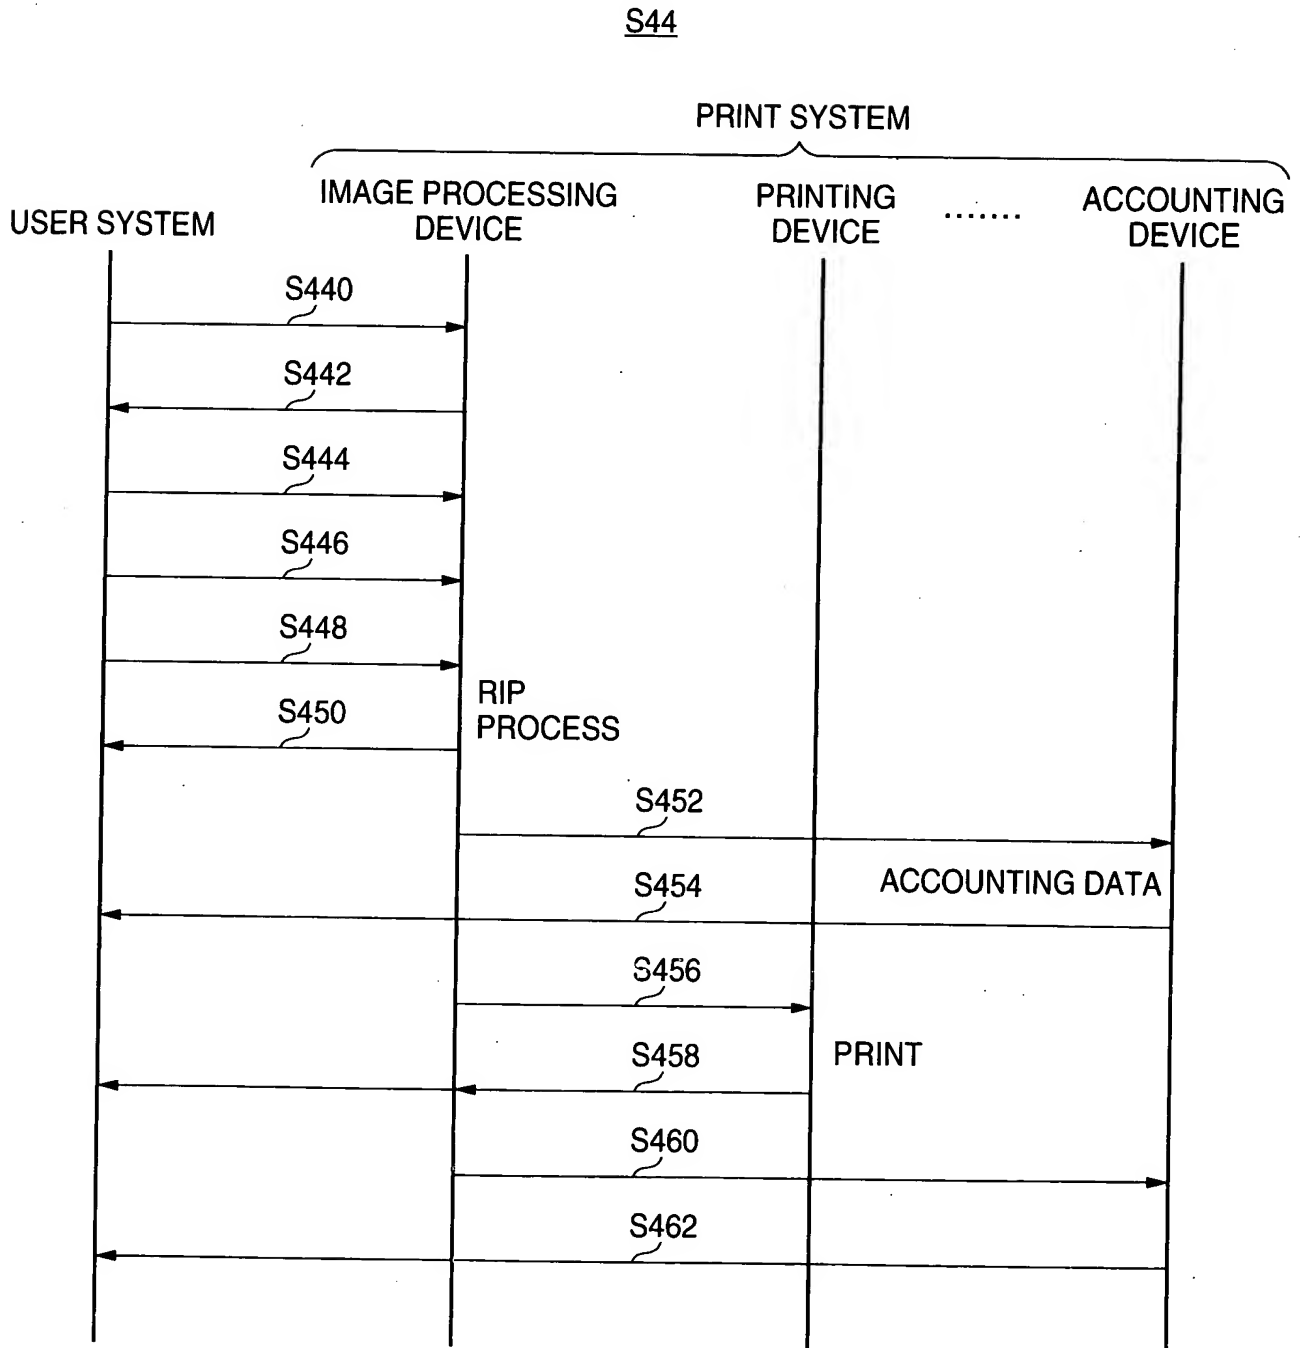 S44
PRINT SYSTEM
USER SYSTEM
IMAGE PROCESSING
DEVICE
PRINTING
DEVICE
.......
ACCOUNTING
DEVICE
S440
S442
S444
S446
S448
RIP
PROCESS
S450
S452
ACCOUNTING DATA
S454
S456
PRINT
S458
S460
S462